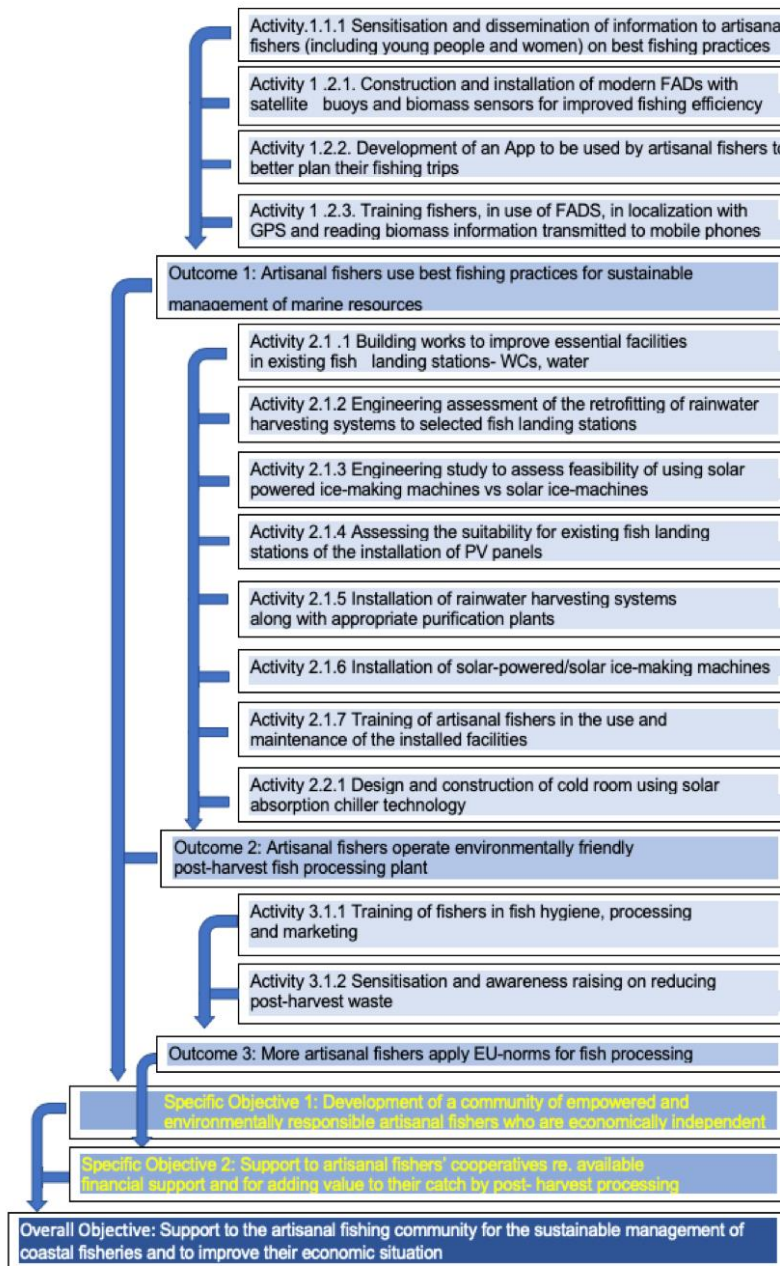 Activity.1.1.1 Sensitisation and dissemination of information to artisana
fishers (including young people and women) on best fishing practices
Activity 1 .2.1. Construction and installation of modern FADs with
satellite buoys and biomass sensors for improved fishing efficiency
Activity 1.2.2. Development of an App to be used by artisanal fishers to
better plan their fishing trips
Activity 1 .2.3. Training fishers, in use of FADS, in localization with
GPS and reading biomass information transmitted to mobile phones
Outcome 1: Artisanal fishers use best fishing practices for sustainable
management of marine resources
Activity 2.1 .1 Building works to improve essential facilities
in existing fish landing stations- WCs, water
Activity 2.1.2 Engineering assessment of the retrofitting of rainwater
harvesting systems to selected fish landing stations
Activity 2.1.3 Engineering study to assess feasibility of using solar
powered ice-making machines vs solar ice-machines
Activity 2.1.4 Assessing the suitability for existing fish landing
stations of the installation of PV panels
Activity 2.1.5 Installation of rainwater harvesting systems
along with appropriate purification plants
Activity 2.1.6 Installation of solar-powered/solar ice-making machines
Activity 2.1.7 Training of artisanal fishers in the use and
maintenance of the installed facilities
Activity 2.2.1 Design and construction of cold room using solar
absorption chiller technology
Outcome 2: Artisanal fishers operate environmentally friendly
post-harvest fish processing plant
Activity 3.1.1 Training of fishers in fish hygiene, processing
and marketing
Activity 3.1.2 Sensitisation and awareness raising on reducing
post-harvest waste
Outcome 3: More artisanal fishers apply EU-norms for fish processing
Specific Objective 1: Development of a community of empowered and
environmentally responsible artisanal fishers who are economically independent
Specific Objective 2: Support to artisanal fishers' cooperatives re. available
financial support and for adding value to their catch by post- harvest processing
Overall Objective: Support to the artisanal fishing community for the sustainable management of
coastal fisheries and to improve their economic situation